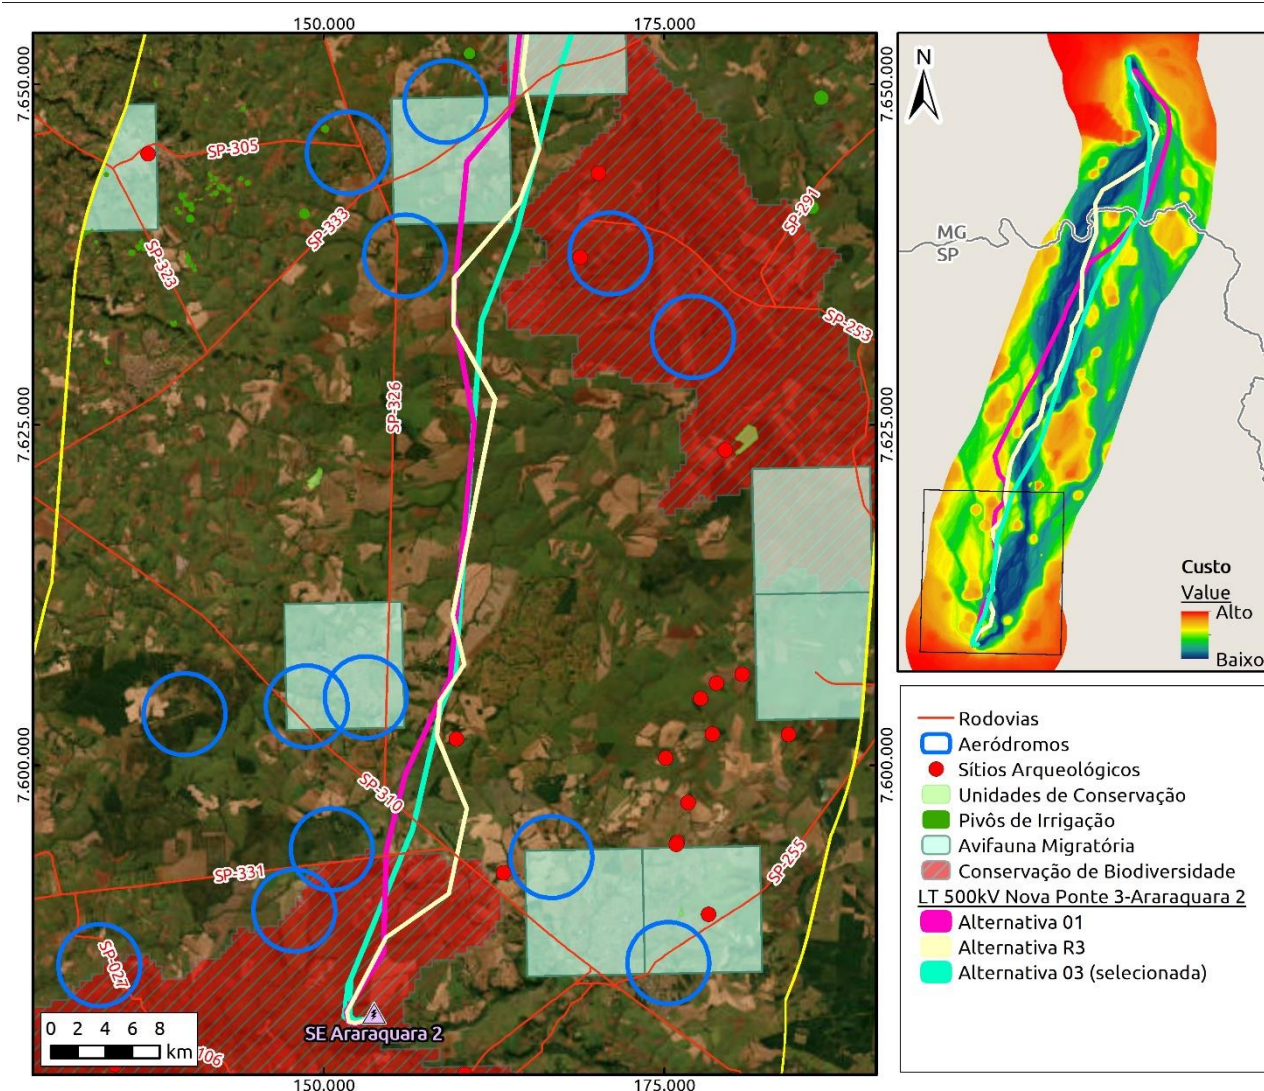 150.000
175.000
7.650.000
7.650.000
SP-305
SP-333
SP-291
SP-323
SP-253
SP-326
7.625.000
7.625.000
7.600.000
7.600.000
SP-310
SP-331
SP-255
SP-027
SE Araraquara 2
106
0 2 4 6 8
km
150.000
175.000
N
MG
SP
Custo
Value
Alto
Baixo
Rodovias
Aeródromos
Sítios Arqueológicos
Unidades de Conservação
Pivôs de Irrigação
Avifauna Migratória
Conservação de Biodiversidade
LT 500kV Nova Ponte 3-Araraquara 2
Alternativa 01
Alternativa R3
Alternativa 03 (selecionada)